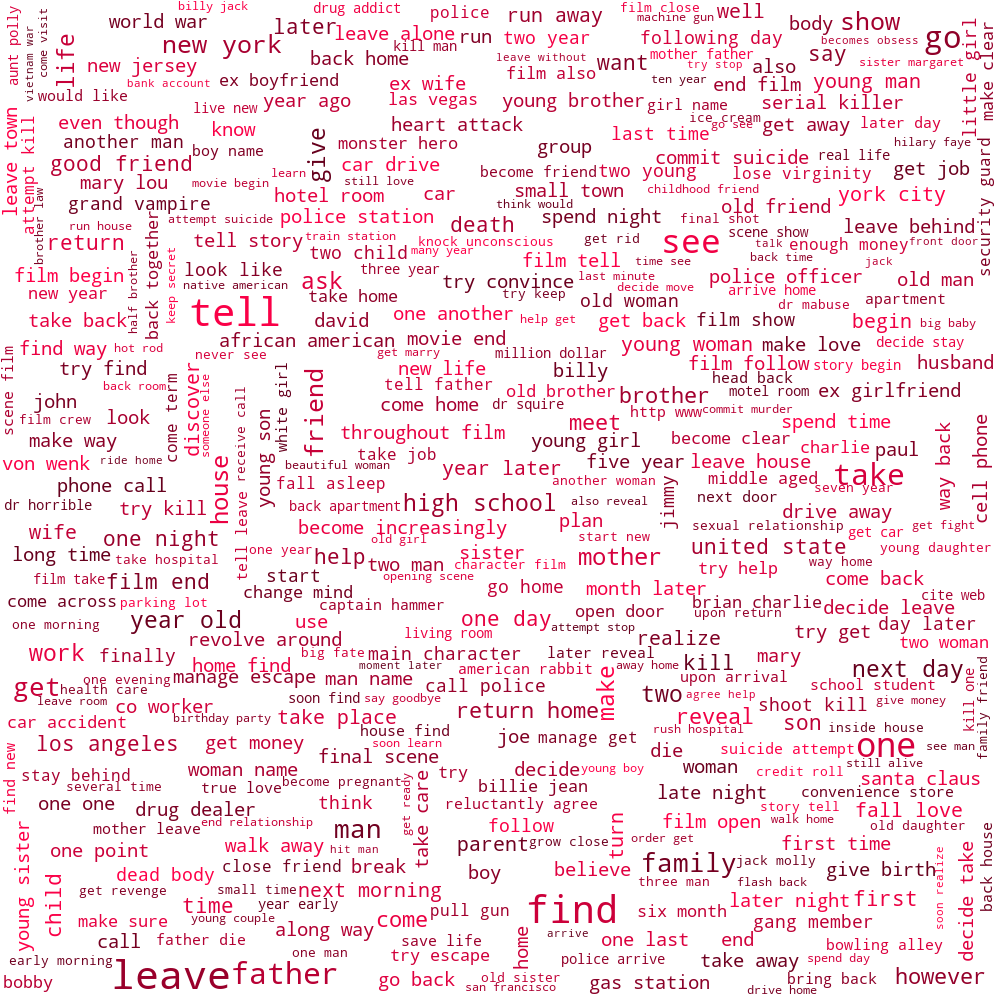 billy jack
drug addict
police
run away
film close
well
world war
later
leave alone
run
two year
machine gun
following day
body
show
go
little girl
aunt polly
come visit
life
new york
back home
kill man
leave without
want
mother father
becomes obsess
say
sister margaret
make clear
vietnam war
new jersey
bank account
ex boyfriend
ex wife
film also
try stop
also
end film
young man
ten year
would like
live new
year ago
las vegas
young brother
girl name
ice cream
serial killer
leave town
attempt kill
even though
know
give
heart attack
last time
go see
get away
later day
another man
boy name
monster hero
group
commit suicide
real life
hilary faye
good friend
learn
car drive
become friend
two young
lose virginity
get job
security guard
mary lou
movie begin
still love
hotel room
car
small town
childhood friend
york city
brother law
grand vampire
attempt suicide
police station
think would
spend night
old friend
final shot
leave behind
run house
return
back together
tell story
train station
death
see
scene show
half brother
keep secret
two child
many year
knock unconscious
get rid
talk
enough money
front door
film begin
look like
ask
three year
film tell
time see
back time
jack
native american
try convince
last minute
police officer
old man
new year
take home
try keep
decide move
arrive home
old woman
dr mabuse
apartment
take back
tell
david
one another
help get
get back
film show
begin
big baby
find way
hot rod
african american
movie end
young woman
make love
decide stay
scene film
never see
get marry
million dollar
film follow
story begin
husband
try find
discover
someone else
white girl
friend
new life
billy
head back
back room
come term
tell father
old brother
brother
motel room
ex girlfriend
john
young son
come home
dr squire
http www
commit murder
film crew
look
meet
spend time
make way
throughout film
young girl
become clear
charlie
paul
way back
cell phone
von wenk
ride home
house
tell leave receive call
take job
beautiful woman
year later
five year
leave house
phone call
fall asleep
another woman
middle aged
take
seven year
dr horrible
try kill
back apartment
high school
also reveal
jimmy
next door
drive away
wife
one night
become increasingly
plan
start new
sexual relationship
get car
get fight
old girl
long time
take hospital
one year
help
sister
mother
united state
young daughter
film take
film end
start
two man
character film
try help
way home
come back
opening scene
change mind
go home
month later
come across
parking lot
captain hammer
brian charlie
decide leave
cite web
one morning
year old
use
one day
open door
upon return
day later
revolve around
living room
attempt stop
realize
try get
two woman
work
finally
big fate
main character
later reveal
mary
home find
moment later
american rabbit
away home
kill
next day
get
one evening
manage escape
man name
call police
make
upon arrival
school student
kill one
family friend
health care
soon find
say goodbye
two
agree help
leave room
co worker
shoot kill
give money
car accident
birthday party
take place
return home
reveal
son
inside house
house find
rush hospital
los angeles
get money
soon learn
joe
manage get
die
suicide attempt
one
see man
find new
final scene
still alive
stay behind
woman name
become pregnant
try
decide
young boy
woman
credit roll
santa claus
several time
true love
get ready
take care
billie jean
late night
convenience store
one one
drug dealer
think
reluctantly agree
story tell
fall love
mother leave
end relationship
man
follow
turn
film open
walk home
old daughter
young sister
one point
walk away
hit man
parent
grow close
order get
first time
close friend
break
family
jack molly
give birth
soon realize
decide take
back house
dead body
boy
believe
three man
flash back
child
get revenge
small time
next morning
later night
first
time
year early
pull gun
find
six month
make sure
young couple
come
gang member
call
father die
along way
home
arrive
one last
end
bowling alley
early morning
one man
save life
try escape
police arrive
take away
spend day
bobby
leave
father
go back
old sister
san francisco
gas station
bring back
drive home
however